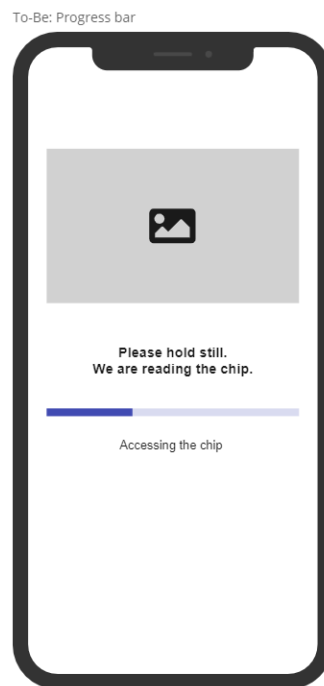 To-Be: Progress bar
Please hold still.
We are reading the chip.
Accessing the chip